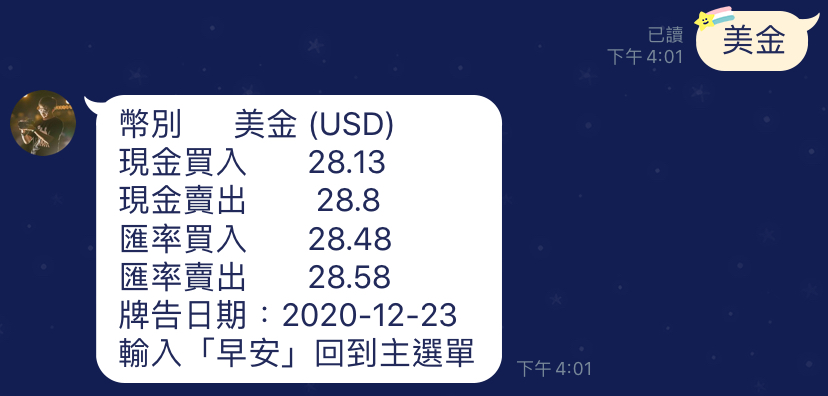 美金
已讀
下午 4:01
幣別 美金 (USD)
現金買入 28.13
現金賣出 28.8
匯率買入 28.48
匯率賣出 28.58
牌告日期：2020-12-23
輸入「早安」回到主選單
下午 4:01